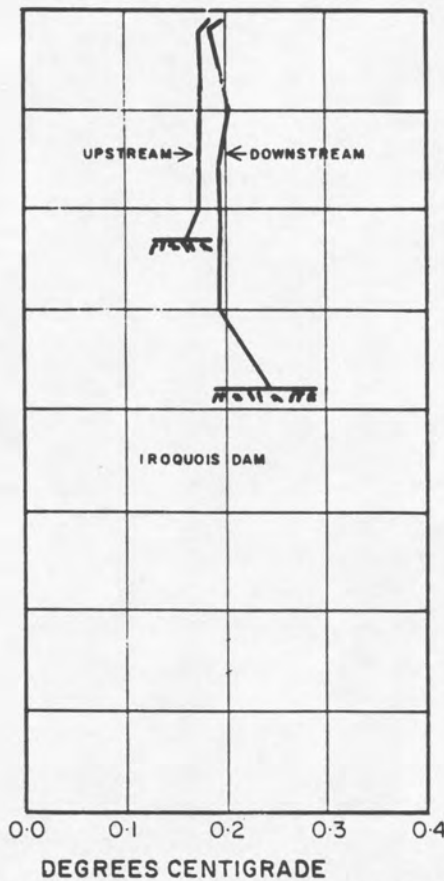 UPSTREAM DOWNSTREAM
IROQUOIS DAM
0·0 0·1 0·2 0·3 0·4
DEGREES CENTIGRADE